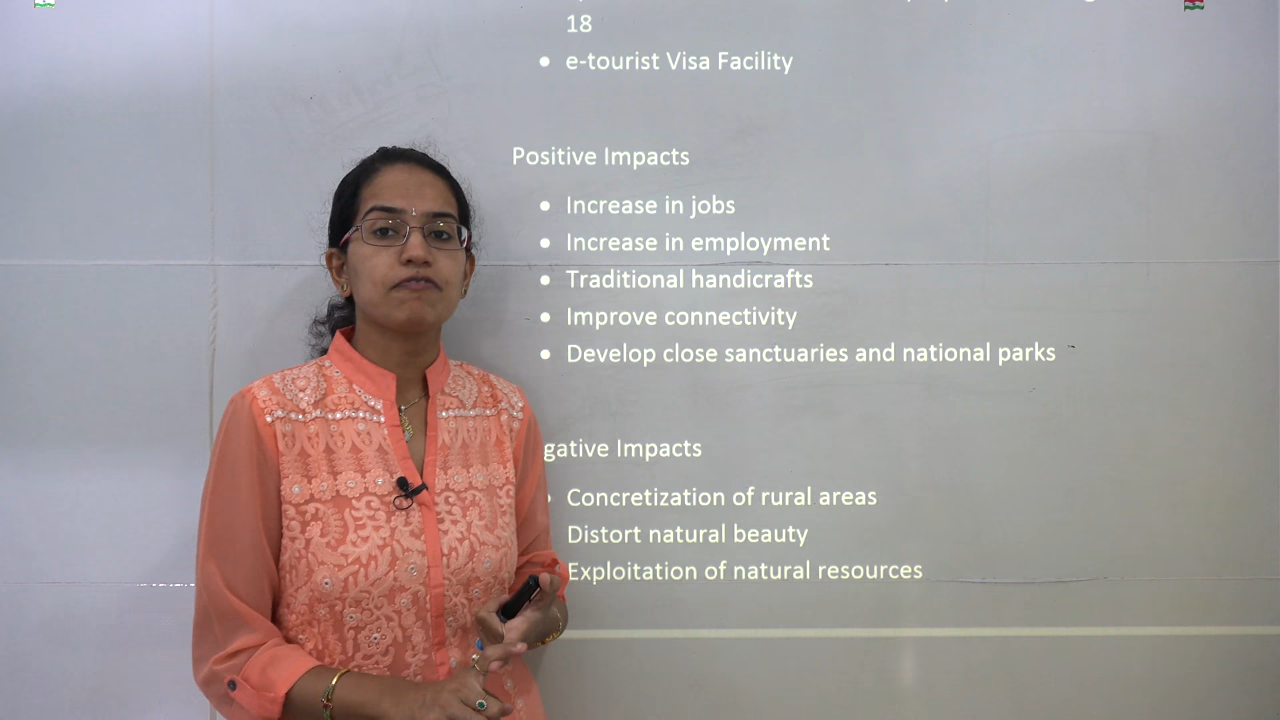 18
• e-tourist Visa Facility
Positive Impacts
• Increase in jobs
• Increase in employment
• Traditional handicrafts
• Improve connectivity
• Develop close sanctuaries and national parks
gative Impacts
Concretization of rural areas
Distort natural beauty
Exploitation of natural resources